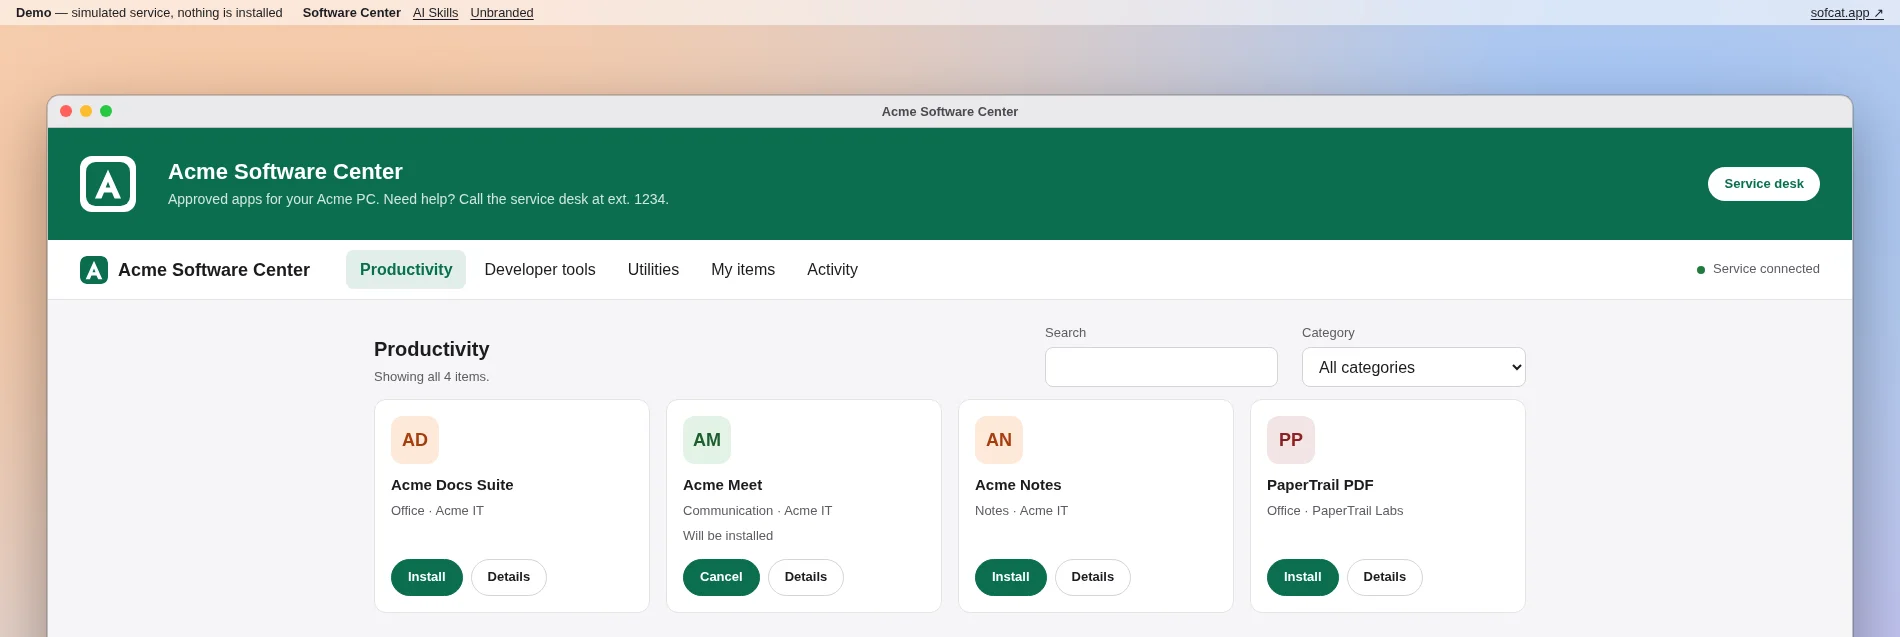 Demo — simulated service, nothing is installed Software Center AI Skills Unbranded sofcat.app ↗
Acme Software Center
A
Acme Software Center
Approved apps for your Acme PC. Need help? Call the service desk at ext. 1234.
Service desk
A Acme Software Center Productivity Developer tools Utilities My items Activity Service connected
Productivity
Showing all 4 items.
Search
Category
All categories
AD
Acme Docs Suite
Office · Acme IT
Install Details
AM
Acme Meet
Communication · Acme IT
Will be installed
Cancel Details
AN
Acme Notes
Notes · Acme IT
Install Details
PP
PaperTrail PDF
Office · PaperTrail Labs
Install Details